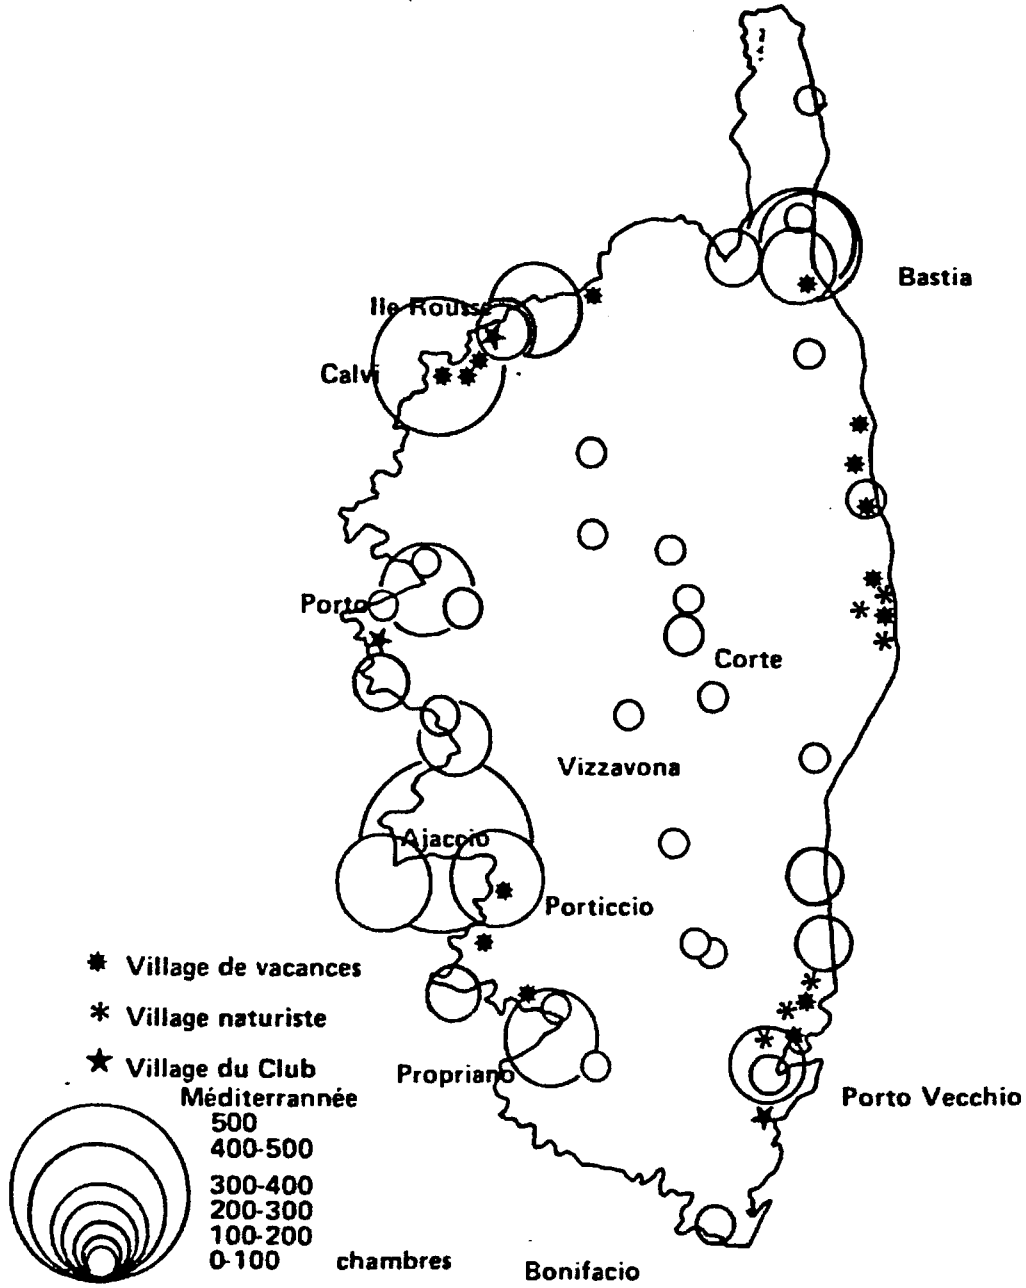 Bastia
Ile Rousse
Calvi
Porto
Corte
Vizzavona
Ajaccio
Porticcio
Village de vacances
Village naturiste
Village du Club
Méditerrannée
Propriano
Porto Vecchio
500
400-500
300-400
200-300
100-200
0-100 chambres
Bonifacio